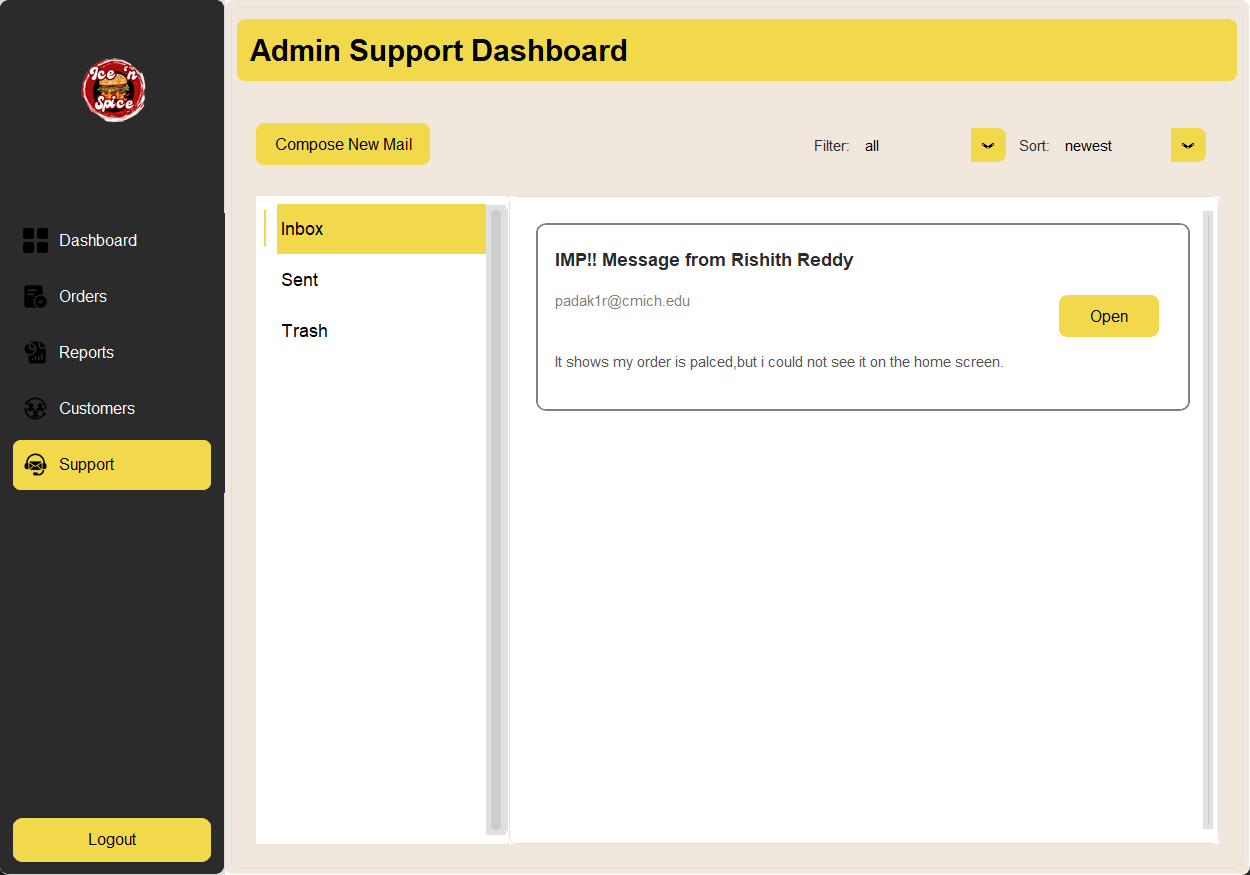 Ice 'n
Spice
Dashboard
Orders
Reports
Customers
Support
Logout
Admin Support Dashboard
Compose New Mail
Filter: all
Sort: newest
Inbox
Sent
Trash
IMP!! Message from Rishith Reddy
padak1r@cmich.edu
Open
It shows my order is palced,but i could not see it on the home screen.